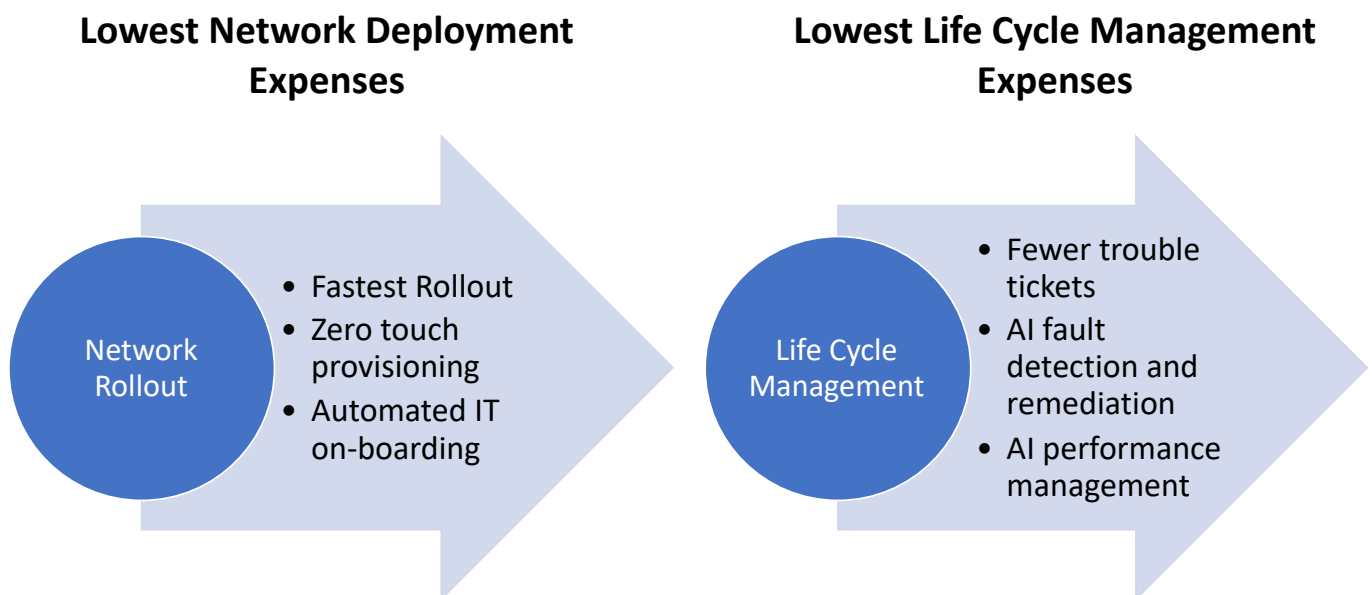 Lowest Network Deployment
Expenses
Network
Rollout
• Fastest Rollout
• Zero touch
provisioning
• Automated IT
on-boarding
Lowest Life Cycle Management
Expenses
Life Cycle
Management
• Fewer trouble
tickets
• AI fault
detection and
remediation
• AI performance
management